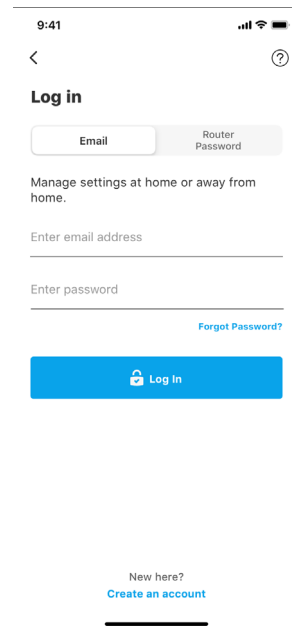 9:41
?
Log in
Email
Router
Password
Manage settings at home or away from
home.
Enter email address
Enter password
Forgot Password?
Log In
New here?
Create an account